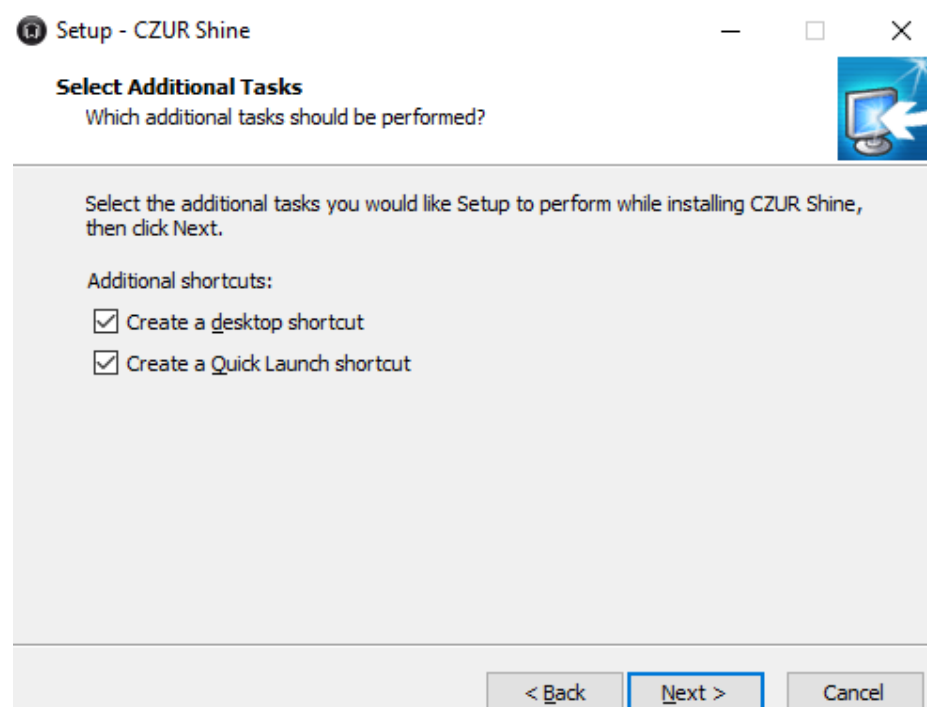 Setup - CZUR Shine
Select Additional Tasks
Which additional tasks should be performed?
Select the additional tasks you would like Setup to perform while installing CZUR Shine,
then click Next.
Additional shortcuts:
Create a desktop shortcut
Create a Quick Launch shortcut
< Back Next > Cancel